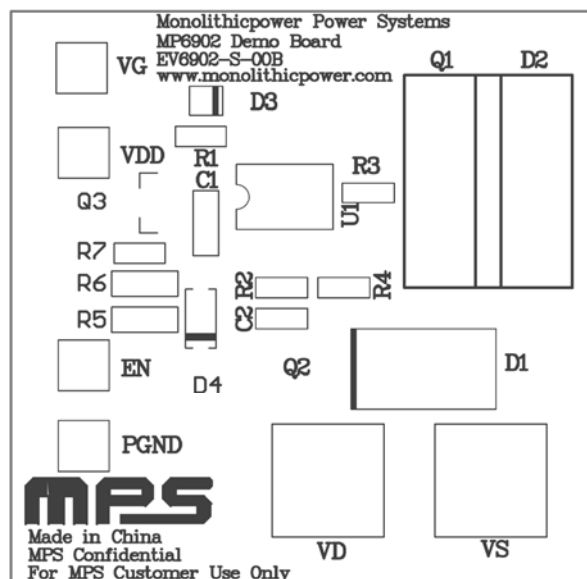 Monolithicpower Power Systems
MP6902 Demo Board
EV6902-S-00B
www.monolithicpower.com
VG
D3
Q1
D2
VDD
R1
R3
Q3
C1
U1
R7
R6
R2
R4
R5
C2
EN
D4
Q2
D1
PGND
MPS
VD
VS
Made in China
MPS Confidential
For MPS Customer Use Only